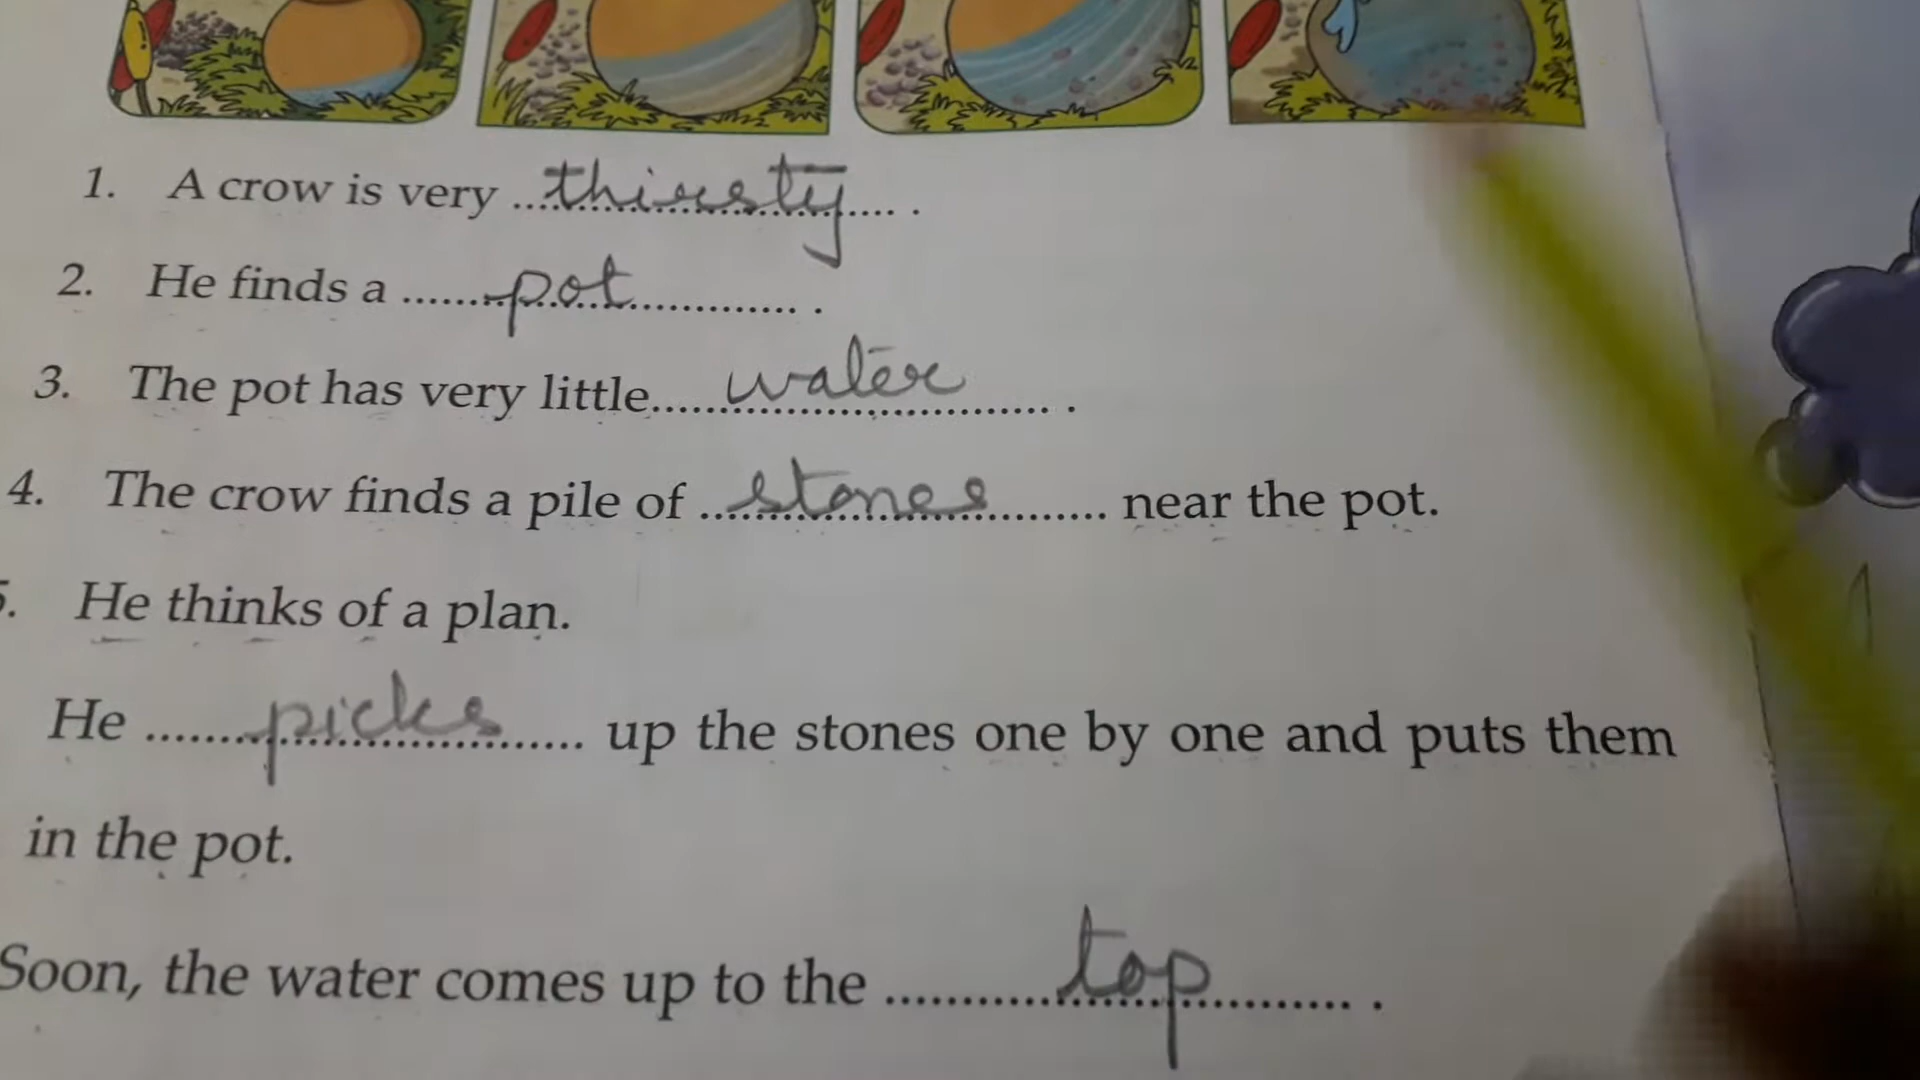 1. A crow is very ...thirsty... .
2. He finds a ...pot... .
3. The pot has very little...water... .
4. The crow finds a pile of ...stones... near the pot.
5. He thinks of a plan.
He ...picks... up the stones one by one and puts them
in the pot.
Soon, the water comes up to the ...top... .